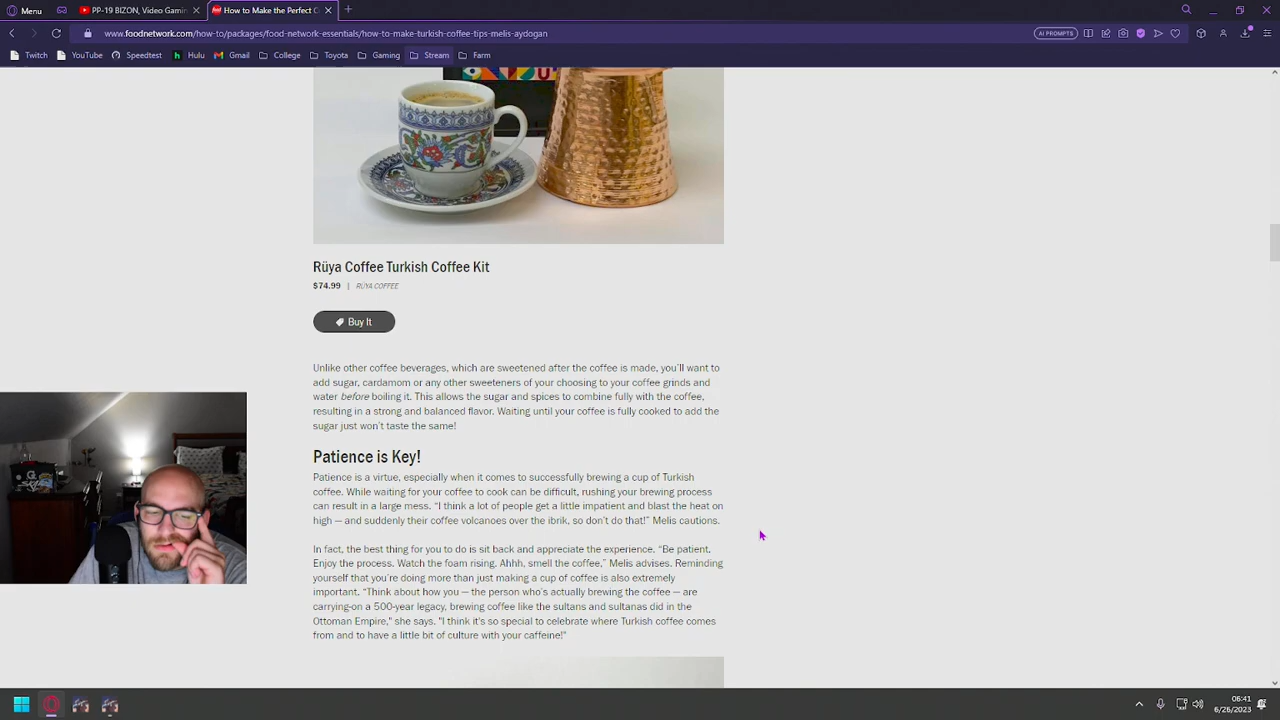 Menu
PP-19 BIZON, Video Gamin
How to Make the Perfect C
www.foodnetwork.com/how-to/packages/food-network-essentials/how-to-make-turkish-coffee-tips-melis-aydogan
AI PROMPTS
Twitch
YouTube
Speedtest
Hulu
Gmail
College
Toyota
Gaming
Stream
Farm
Rüya Coffee Turkish Coffee Kit
$74.99 | RÜYA COFFEE
Buy It
Unlike other coffee beverages, which are sweetened after the coffee is made, you'll want to
add sugar, cardamom or any other sweeteners of your choosing to your coffee grinds and
water before boiling it. This allows the sugar and spices to combine fully with the coffee,
resulting in a strong and balanced flavor. Waiting until your coffee is fully cooked to add the
sugar just won't taste the same!
Patience is Key!
Patience is a virtue, especially when it comes to successfully brewing a cup of Turkish
coffee. While waiting for your coffee to cook can be difficult, rushing your brewing process
can result in a large mess. “I think a lot of people get a little impatient and blast the heat on
high — and suddenly their coffee volcanoes over the ibrik, so don't do that!” Melis cautions.
In fact, the best thing for you to do is sit back and appreciate the experience. “Be patient.
Enjoy the process. Watch the foam rising. Ahhh, smell the coffee,” Melis advises. Reminding
yourself that you're doing more than just making a cup of coffee is also extremely
important. “Think about how you — the person who's actually brewing the coffee — are
carrying-on a 500-year legacy, brewing coffee like the sultans and sultanas did in the
Ottoman Empire," she says. "I think it's so special to celebrate where Turkish coffee comes
from and to have a little bit of culture with your caffeine!”
06:41
6/26/2023